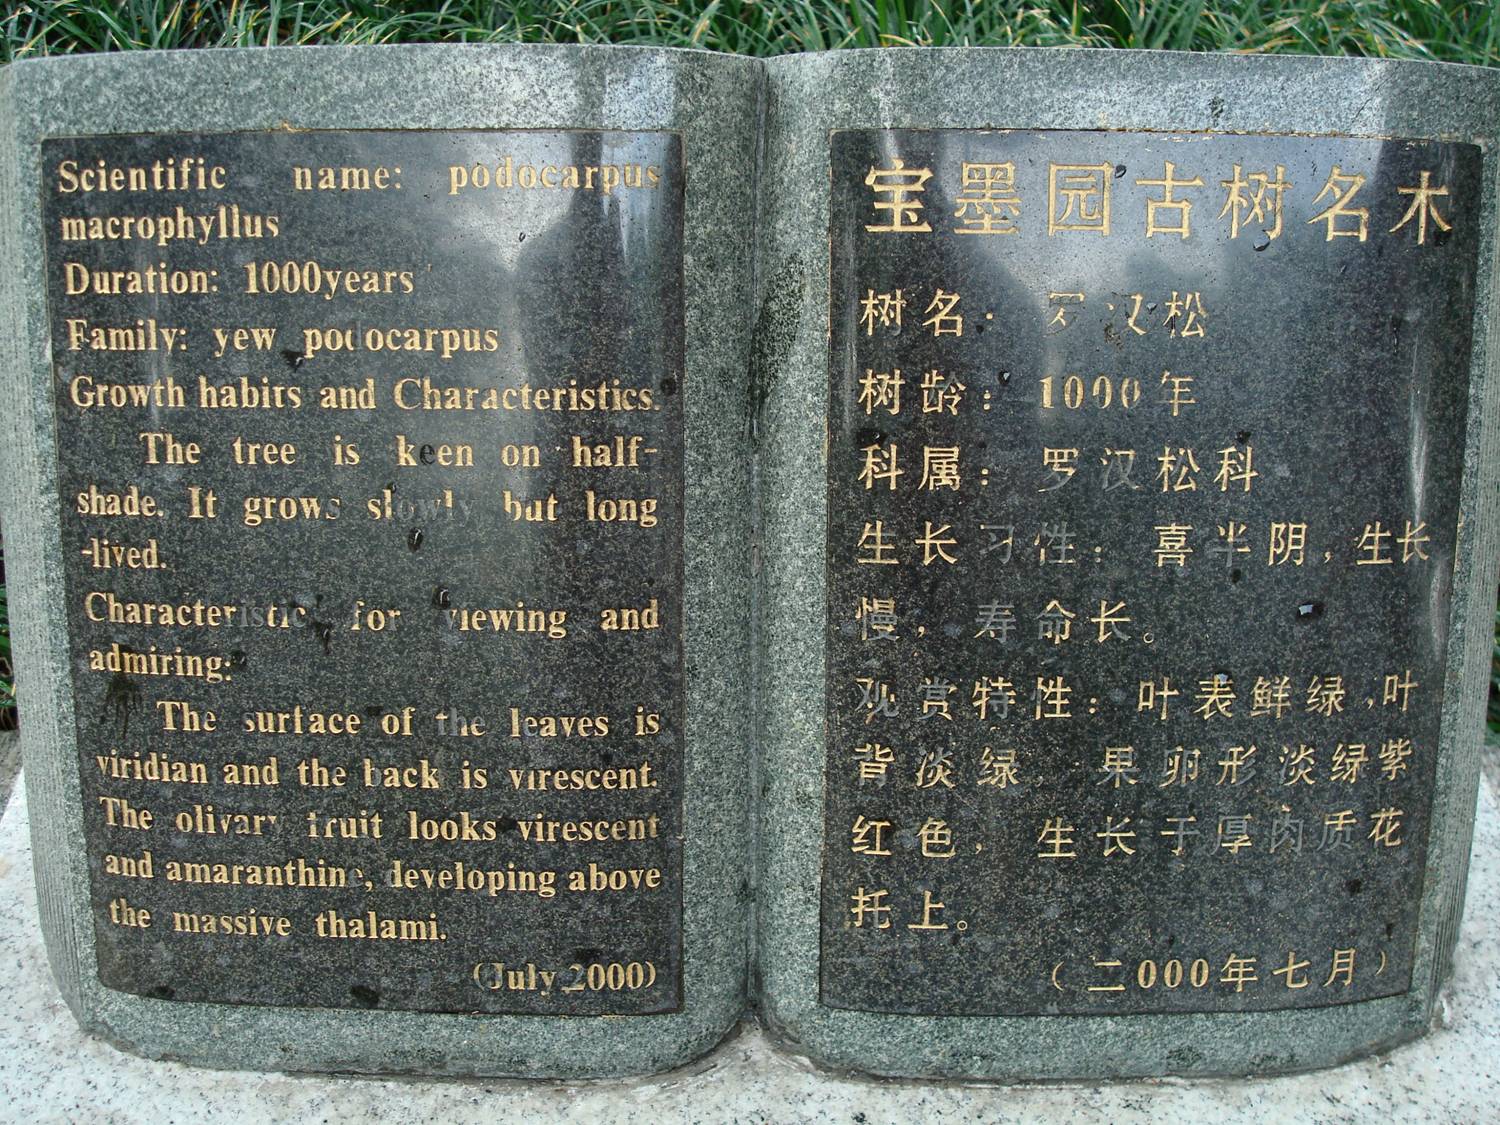 Scientific name: podocarpus
macrophyllus
Duration: 1000years
Family: yew podocarpus
Growth habits and Characteristics.
The tree is keen on half-
shade. It grows slowly but long
-lived.
Characteristic for viewing and
admiring:
The surface of the leaves is
viridian and the back is virescent.
The olivary fruit looks virescent
and amaranthine, developing above
the massive thalami.
(July 2000)
宝墨园古树名木
树名: 罗汉松
树龄: 1000年
科属: 罗汉松科
生长习性: 喜半阴,生长
慢,寿命长。
观赏特性: 叶表鲜绿,叶
背淡绿 果卵形淡绿紫
红色,生长于厚肉质花
托上。
(二000年七月)